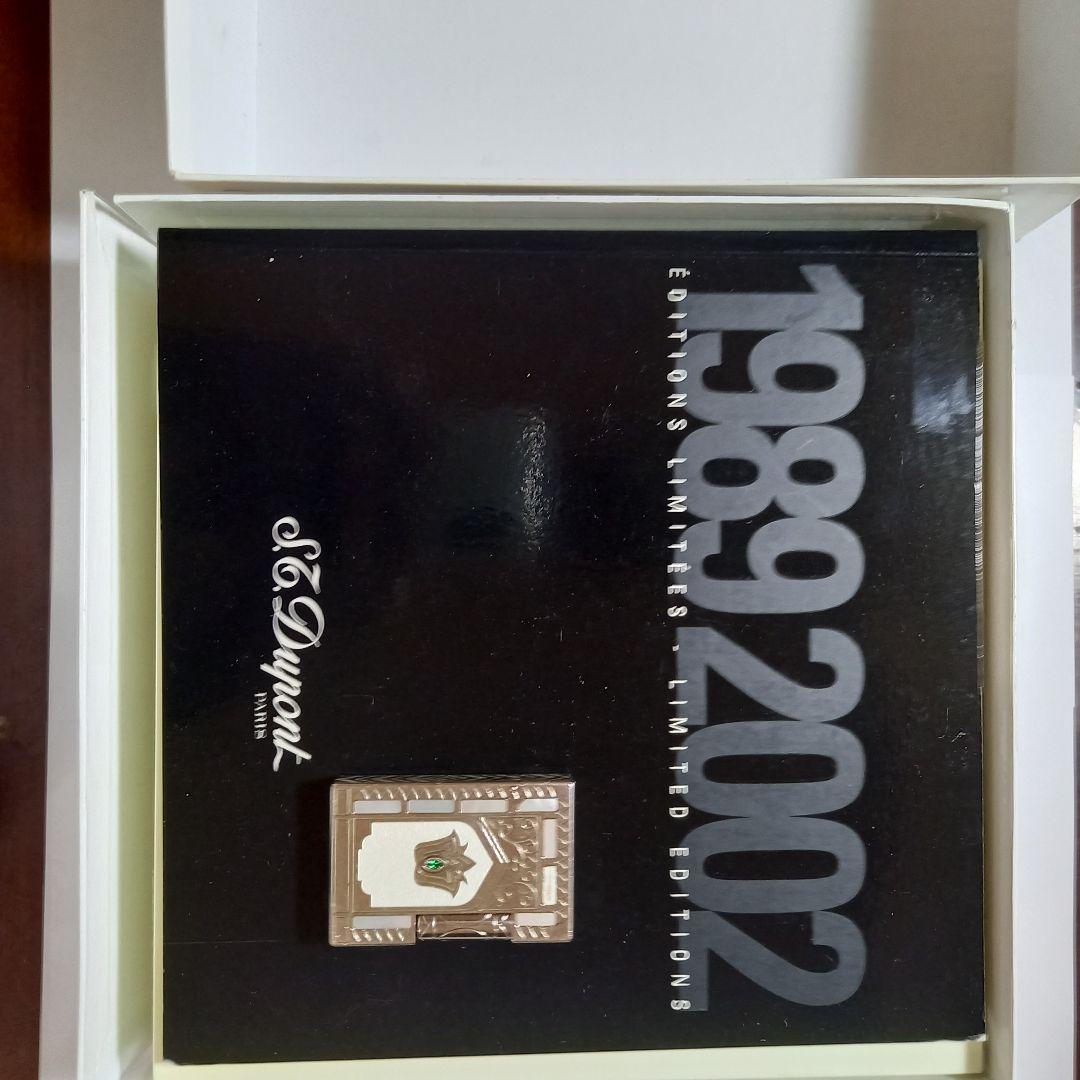 1989 2002
ÉDITIONS LIMITÉES. LIMITED EDITIONS
S.T. Dupont
PARIS